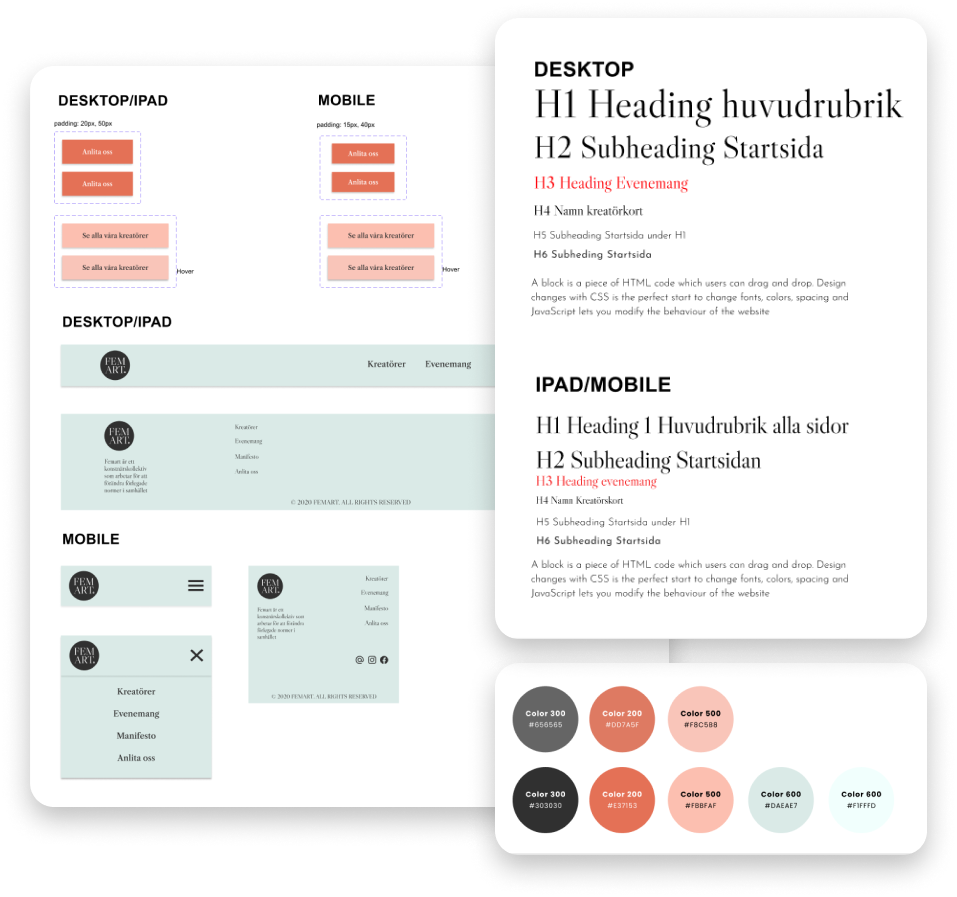 DESKTOP/IPAD
padding: 20px, 50px
Anlita oss
Anlita oss
Se alla våra kreatörer
Se alla våra kreatörer
Hover
MOBILE
padding: 15px, 40px
Anlita oss
Anlita oss
Se alla våra kreatörer
Se alla våra kreatörer
Hover
DESKTOP/IPAD
FEM
ART.
Kreatörer
Evenemang
FEM
ART.
Femart är ett
konstnärskollektiv
som arbetar för att
förändra förlegade
normer i samhället
Kreatörer
Evenemang
Manifesto
Anlita oss
© 2020 FEMART. ALL RIGHTS RESERVED
MOBILE
FEM
ART.
FEM
ART.
Kreatörer
Evenemang
Manifesto
Anlita oss
FEM
ART.
Femart är ett
konstnärskollektiv som
arbetar för att förändra
förlegade normer i
samhället
Kreatörer
Evenemang
Manifesto
Anlita oss
© 2020 FEMART. ALL RIGHTS RESERVED
DESKTOP
H1 Heading huvudrubrik
H2 Subheading Startsida
H3 Heading Evenemang
H4 Namn kreatörkort
H5 Subheading Startsida under H1
H6 Subheding Startsida
A block is a piece of HTML code which users can drag and drop. Design
changes with CSS is the perfect start to change fonts, colors, spacing and
JavaScript lets you modify the behaviour of the website
IPAD/MOBILE
H1 Heading 1 Huvudrubrik alla sidor
H2 Subheading Startsidan
H3 Heading evenemang
H4 Namn Kreatörskort
H5 Subheading Startsida under H1
H6 Subheading Startsida
A block is a piece of HTML code which users can drag and drop. Design
changes with CSS is the perfect start to change fonts, colors, spacing and
JavaScript lets you modify the behaviour of the website
Color 300
#656565
Color 200
#DD7A5F
Color 500
#F8C5B8
Color 300
#303030
Color 200
#E37153
Color 500
#FBBFAF
Color 600
#DAEAE7
Color 600
#F1FFFD